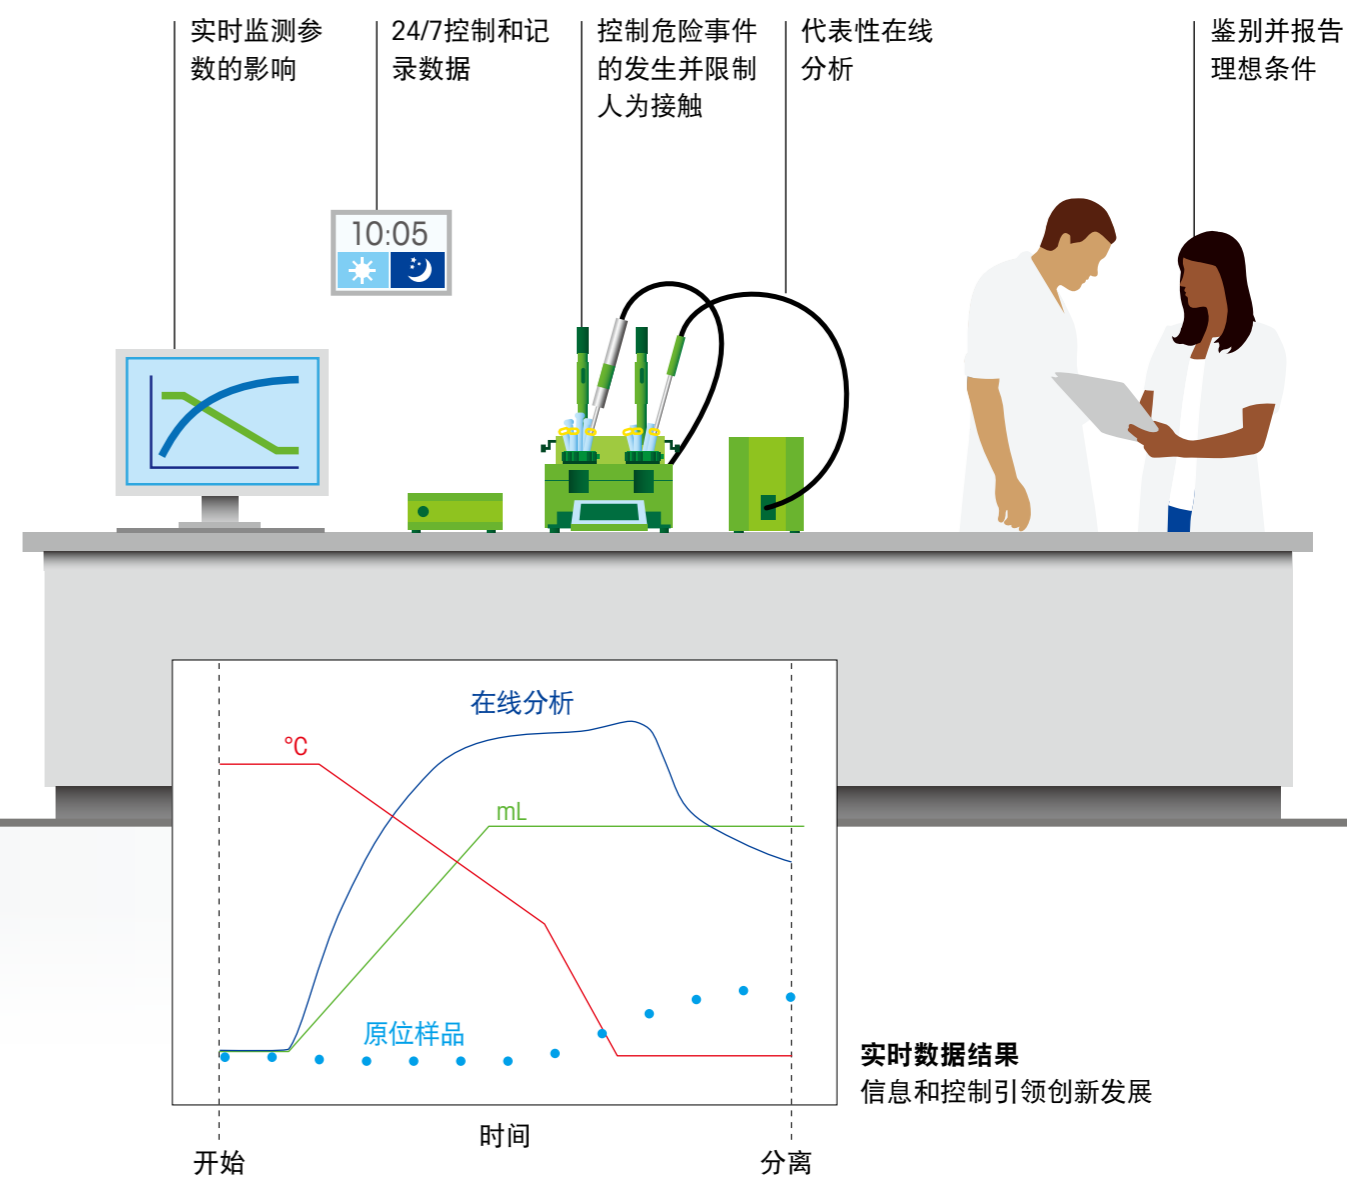 实时监测参
数的影响
24/7控制和记
录数据
控制危险事件
的发生并限制
人为接触
代表性在线
分析
鉴别并报告
理想条件
10:05
在线分析
°C
mL
原位样品
实时数据结果
信息和控制引领创新发展
时间
开始
分离